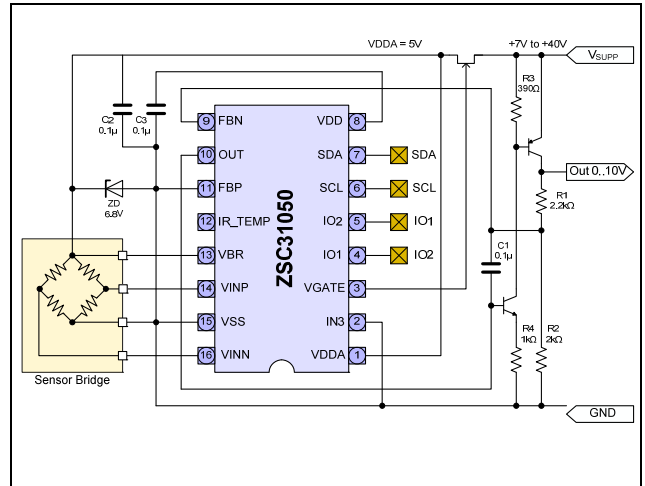 VDDA = 5V
+7V to +40V
VSUPP
R3
390Ω
C2
0.1µ
C3
0.1µ
9 FBN
VDD 8
10 OUT
SDA 7
SDA
11 FBP
SCL 6
SCL
12 IR_TEMP
IO2 5
IO1
13 VBR
IO1 4
IO2
14 VINP
VGATE 3
15 VSS
IN3 2
16 VINN
VDDA 1
ZSC31050
ZD
6.8V
Out 0..10V
R1
2.2kΩ
C1
0.1µ
R4
1kΩ
R2
2kΩ
Sensor Bridge
GND